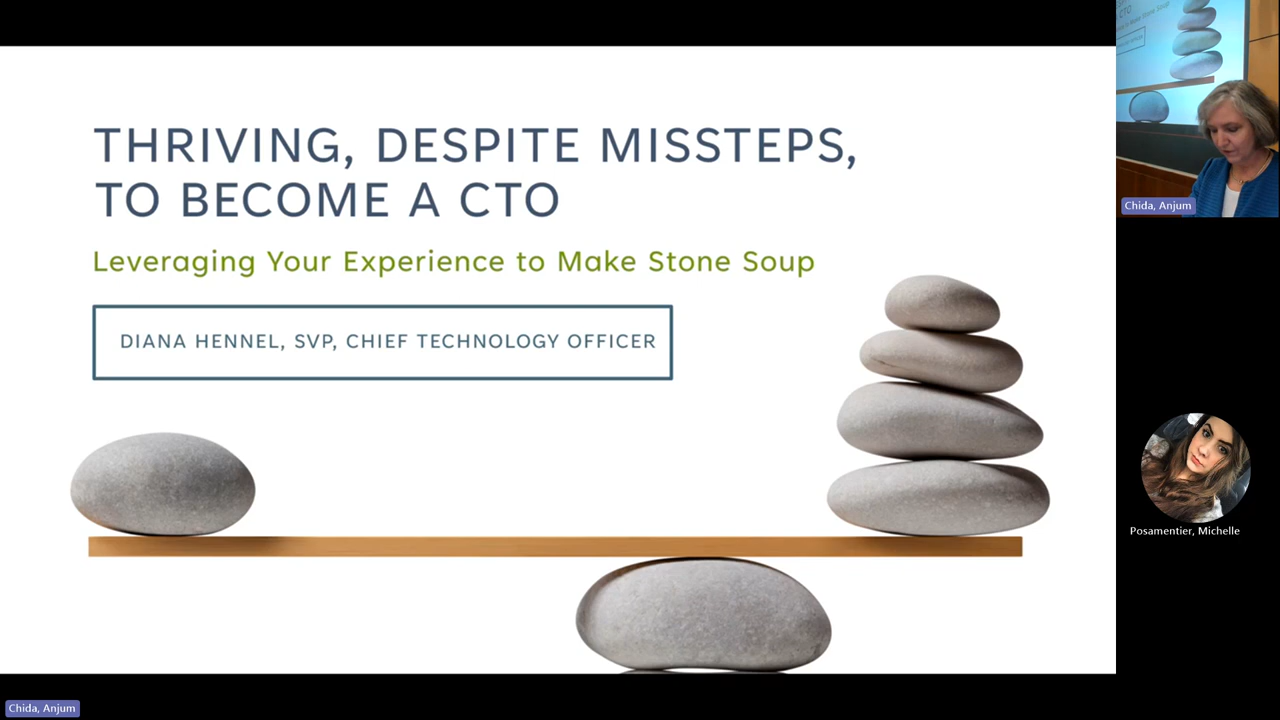 THRIVING, DESPITE MISSTEPS,
TO BECOME A CTO
Leveraging Your Experience to Make Stone Soup
DIANA HENNEL, SVP, CHIEF TECHNOLOGY OFFICER
Chida, Anjum
Posamentier, Michelle
Chida, Anjum